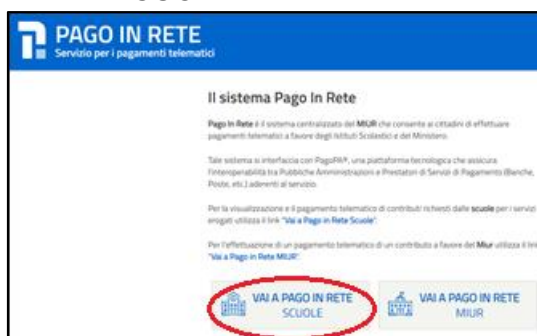 PAGO IN RETE
Servizio per i pagamenti telematici
Il sistema Pago In Rete
Pago In Rete è il sistema centralizzato del MIUR che consente ai cittadini di effettuare
pagamenti telematici a favore degli Istituti Scolastici e del Ministero.
Tale sistema si interfaccia con PagoPA®, una piattaforma tecnologica che assicura
l'interoperabilità tra Pubbliche Amministrazioni e Prestatori di Servizi di Pagamento (Banche,
Poste, etc.) aderenti al servizio.
Per la visualizzazione e il pagamento telematico di contributi richiesti dalle scuole per i servizi
erogati utilizza il link "Vai a Pago in Rete Scuole".
Per l'effettuazione di un pagamento telematico di un contributo a favore del Miur utilizza il link
"Vai a Pago in Rete MIUR".
VAI A PAGO IN RETE
SCUOLE
VAI A PAGO IN RETE
MIUR